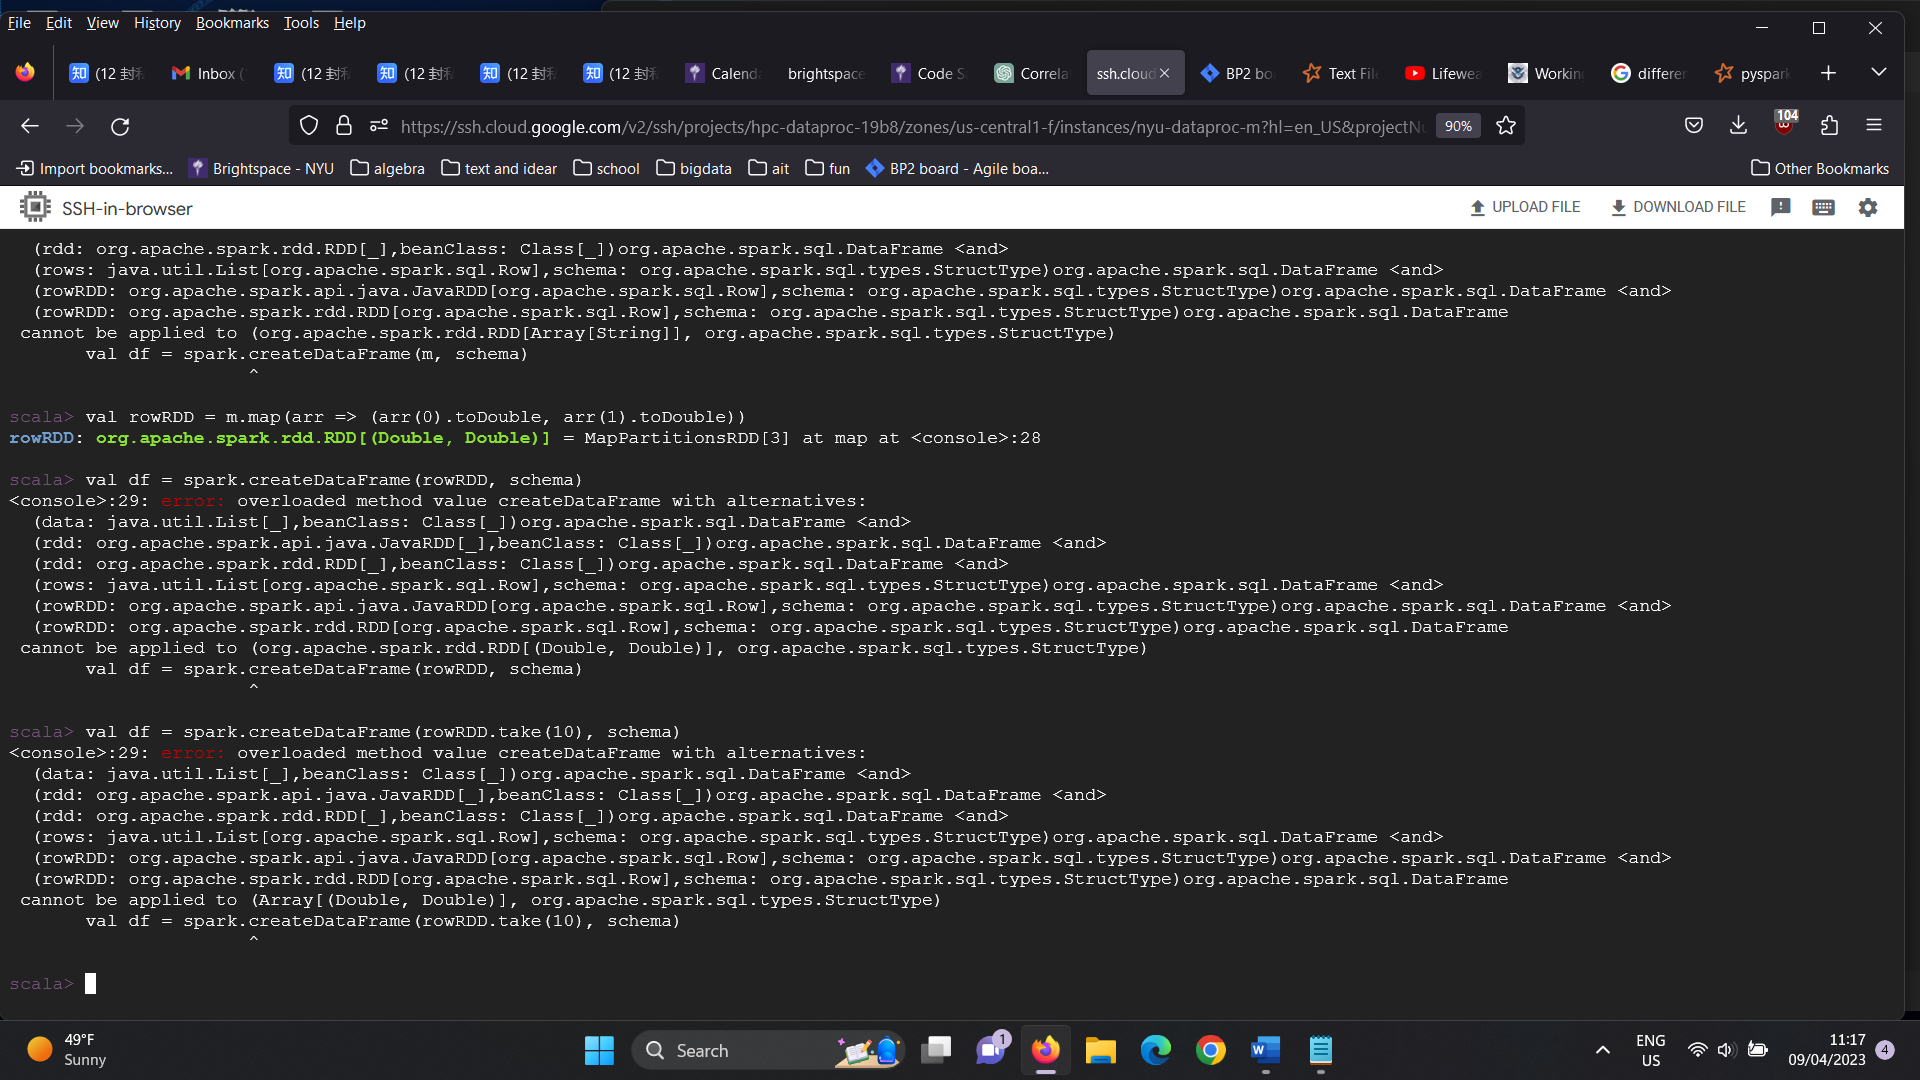 File Edit View History Bookmarks Tools Help
(12 封私 Inbox ( (12 封私 (12 封私 (12 封私 (12 封私 Calenda brightspace Code Sa Correla ssh.cloud BP2 bo Text File Lifewea Working differen pyspark
https://ssh.cloud.google.com/v2/ssh/projects/hpc-dataproc-19b8/zones/us-central1-f/instances/nyu-dataproc-m?hl=en_US&projectNu 90% 104
Import bookmarks... Brightspace - NYU algebra text and idear school bigdata ait fun BP2 board - Agile boa... Other Bookmarks
SSH-in-browser UPLOAD FILE DOWNLOAD FILE
(rdd: org.apache.spark.rdd.RDD[_],beanClass: Class[_])org.apache.spark.sql.DataFrame <and>
(rows: java.util.List[org.apache.spark.sql.Row],schema: org.apache.spark.sql.types.StructType)org.apache.spark.sql.DataFrame <and>
(rowRDD: org.apache.spark.api.java.JavaRDD[org.apache.spark.sql.Row],schema: org.apache.spark.sql.types.StructType)org.apache.spark.sql.DataFrame <and>
(rowRDD: org.apache.spark.rdd.RDD[org.apache.spark.sql.Row],schema: org.apache.spark.sql.types.StructType)org.apache.spark.sql.DataFrame
cannot be applied to (org.apache.spark.rdd.RDD[Array[String]], org.apache.spark.sql.types.StructType)
val df = spark.createDataFrame(m, schema)
^
scala> val rowRDD = m.map(arr => (arr(0).toDouble, arr(1).toDouble))
rowRDD: org.apache.spark.rdd.RDD[(Double, Double)] = MapPartitionsRDD[3] at map at <console>:28
scala> val df = spark.createDataFrame(rowRDD, schema)
<console>:29: error: overloaded method value createDataFrame with alternatives:
(data: java.util.List[_],beanClass: Class[_])org.apache.spark.sql.DataFrame <and>
(rdd: org.apache.spark.api.java.JavaRDD[_],beanClass: Class[_])org.apache.spark.sql.DataFrame <and>
(rdd: org.apache.spark.rdd.RDD[_],beanClass: Class[_])org.apache.spark.sql.DataFrame <and>
(rows: java.util.List[org.apache.spark.sql.Row],schema: org.apache.spark.sql.types.StructType)org.apache.spark.sql.DataFrame <and>
(rowRDD: org.apache.spark.api.java.JavaRDD[org.apache.spark.sql.Row],schema: org.apache.spark.sql.types.StructType)org.apache.spark.sql.DataFrame <and>
(rowRDD: org.apache.spark.rdd.RDD[org.apache.spark.sql.Row],schema: org.apache.spark.sql.types.StructType)org.apache.spark.sql.DataFrame
cannot be applied to (org.apache.spark.rdd.RDD[(Double, Double)], org.apache.spark.sql.types.StructType)
val df = spark.createDataFrame(rowRDD, schema)
^
scala> val df = spark.createDataFrame(rowRDD.take(10), schema)
<console>:29: error: overloaded method value createDataFrame with alternatives:
(data: java.util.List[_],beanClass: Class[_])org.apache.spark.sql.DataFrame <and>
(rdd: org.apache.spark.api.java.JavaRDD[_],beanClass: Class[_])org.apache.spark.sql.DataFrame <and>
(rdd: org.apache.spark.rdd.RDD[_],beanClass: Class[_])org.apache.spark.sql.DataFrame <and>
(rows: java.util.List[org.apache.spark.sql.Row],schema: org.apache.spark.sql.types.StructType)org.apache.spark.sql.DataFrame <and>
(rowRDD: org.apache.spark.api.java.JavaRDD[org.apache.spark.sql.Row],schema: org.apache.spark.sql.types.StructType)org.apache.spark.sql.DataFrame <and>
(rowRDD: org.apache.spark.rdd.RDD[org.apache.spark.sql.Row],schema: org.apache.spark.sql.types.StructType)org.apache.spark.sql.DataFrame
cannot be applied to (Array[(Double, Double)], org.apache.spark.sql.types.StructType)
val df = spark.createDataFrame(rowRDD.take(10), schema)
^
scala>
49°F
Sunny
Search
1
ENG
US
11:17
09/04/2023
4